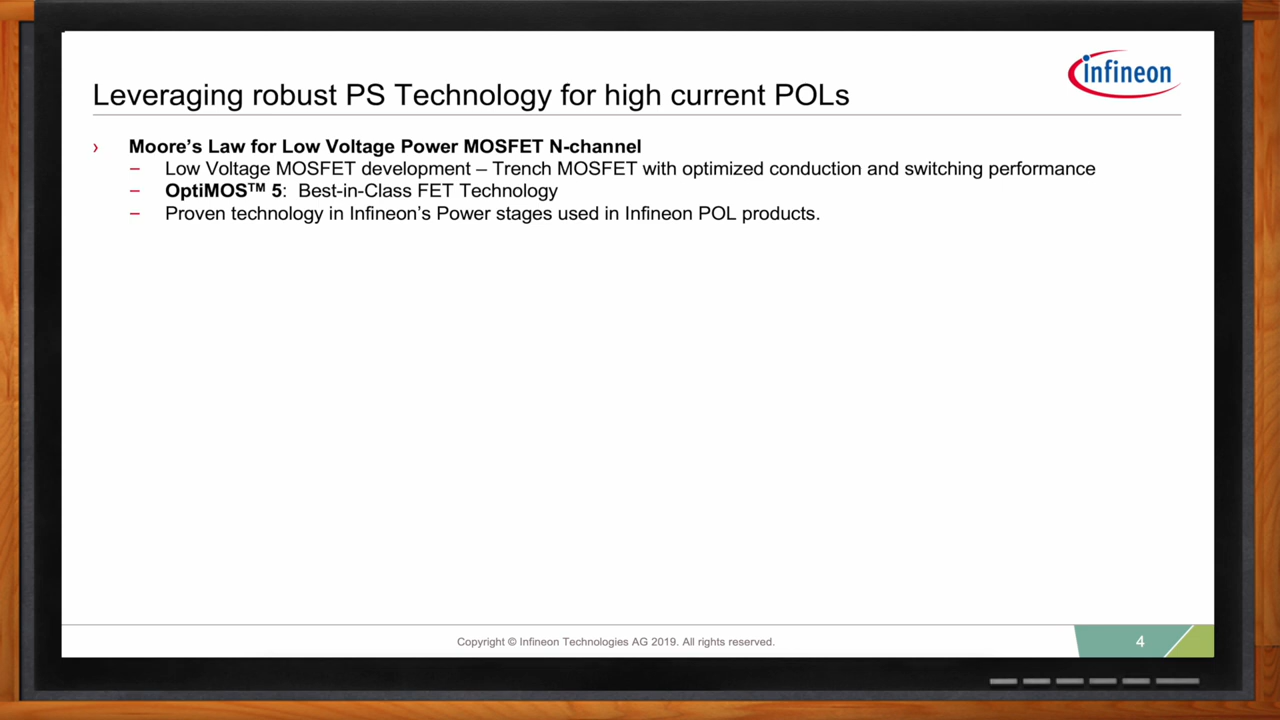 infineon
Leveraging robust PS Technology for high current POLs
› Moore’s Law for Low Voltage Power MOSFET N-channel
– Low Voltage MOSFET development – Trench MOSFET with optimized conduction and switching performance
– OptiMOS™ 5: Best-in-Class FET Technology
– Proven technology in Infineon’s Power stages used in Infineon POL products.
Copyright © Infineon Technologies AG 2019. All rights reserved.
4